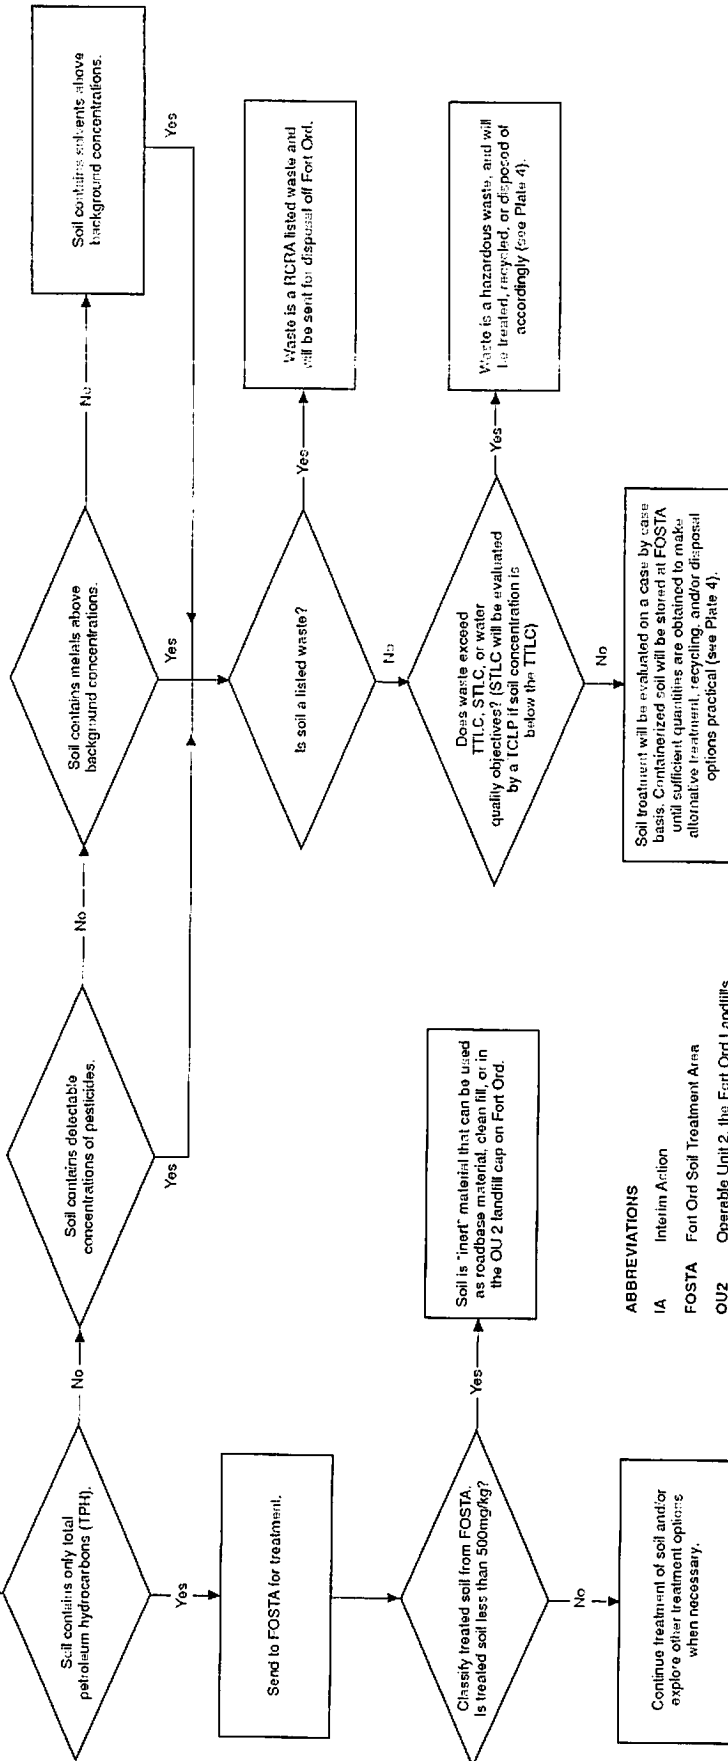 Soil contains only total
petroleum hydrocarbons (TPH).
No
Soil contains detectable
concentrations of pesticides.
No
Soil contains metals above
background concentrations.
No
Soil contains solvents above
background concentrations.
Yes
Yes
Yes
Yes
Send to FOSTA for treatment.
Is soil a listed waste?
Yes
Waste is a RCRA listed waste and
will be sent for disposal off Fort Ord.
No
Classify treated soil from FOSTA.
Is treated soil less than 500mg/kg?
Yes
Soil is "inert" material that can be used
as roadbase material, clean fill, or in
the OU 2 landfill cap on Fort Ord.
Does waste exceed
TTLC, STLC, or water
quality objectives? (STLC will be evaluated
by a TCLP if soil concentration is
below the TTLC)
Yes
Waste is a hazardous waste, and will
be treated, recycled, or disposed of
accordingly (see Plate 4).
No
No
Continue treatment of soil and/or
explore other treatment options
when necessary.
Soil treatment will be evaluated on a case by case
basis. Containerized soil will be stored at FOSTA
until sufficient quantities are obtained to make
alternative treatment, recycling, and/or disposal
options practical (see Plate 4).
ABBREVIATIONS
IA Interim Action
FOSTA Fort Ord Soil Treatment Area
OU2 Operable Unit 2, the Fort Ord Landfills